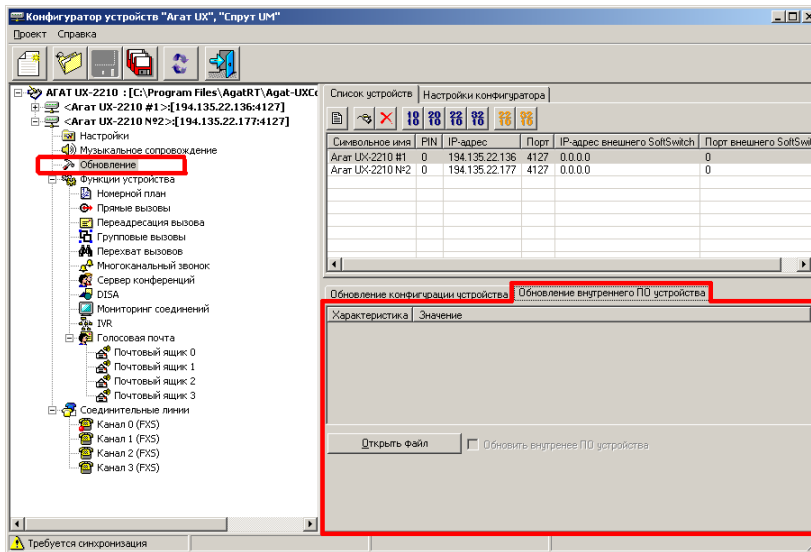 Конфигуратор устройств "Агат UX", "Спрут UM"
Проект Справка
АГАТ UX-2210 : [C:\Program Files\AgatRT\Agat-UXCo
<Агат UX-2210 #1>:[194.135.22.136:4127]
<Агат UX-2210 №2>:[194.135.22.177:4127]
Настройки
Музыкальное сопровождение
Обновление
Функции устройства
Номерной план
Прямые вызовы
Переадресация вызова
Групповые вызовы
Перехват вызовов
Многоканальный звонок
Сервер конференций
DISA
Мониторинг соединений
IVR
Голосовая почта
Почтовый ящик 0
Почтовый ящик 1
Почтовый ящик 2
Почтовый ящик 3
Соединительные линии
Канал 0 (FXS)
Канал 1 (FXS)
Канал 2 (FXS)
Канал 3 (FXS)
Список устройств Настройки конфигуратора
Символьное имя PIN IP-адрес Порт IP-адрес внешнего SoftSwitch Порт внешнего SoftSwi
Агат UX-2210 #1 0 194.135.22.136 4127 0.0.0.0 0
Агат UX-2210 №2 0 194.135.22.177 4127 0.0.0.0 0
Обновление конфигурации устройства Обновление внутреннего ПО устройства
Характеристика Значение
Открыть файл Обновить внутренее ПО устройства
Требуется синхронизация